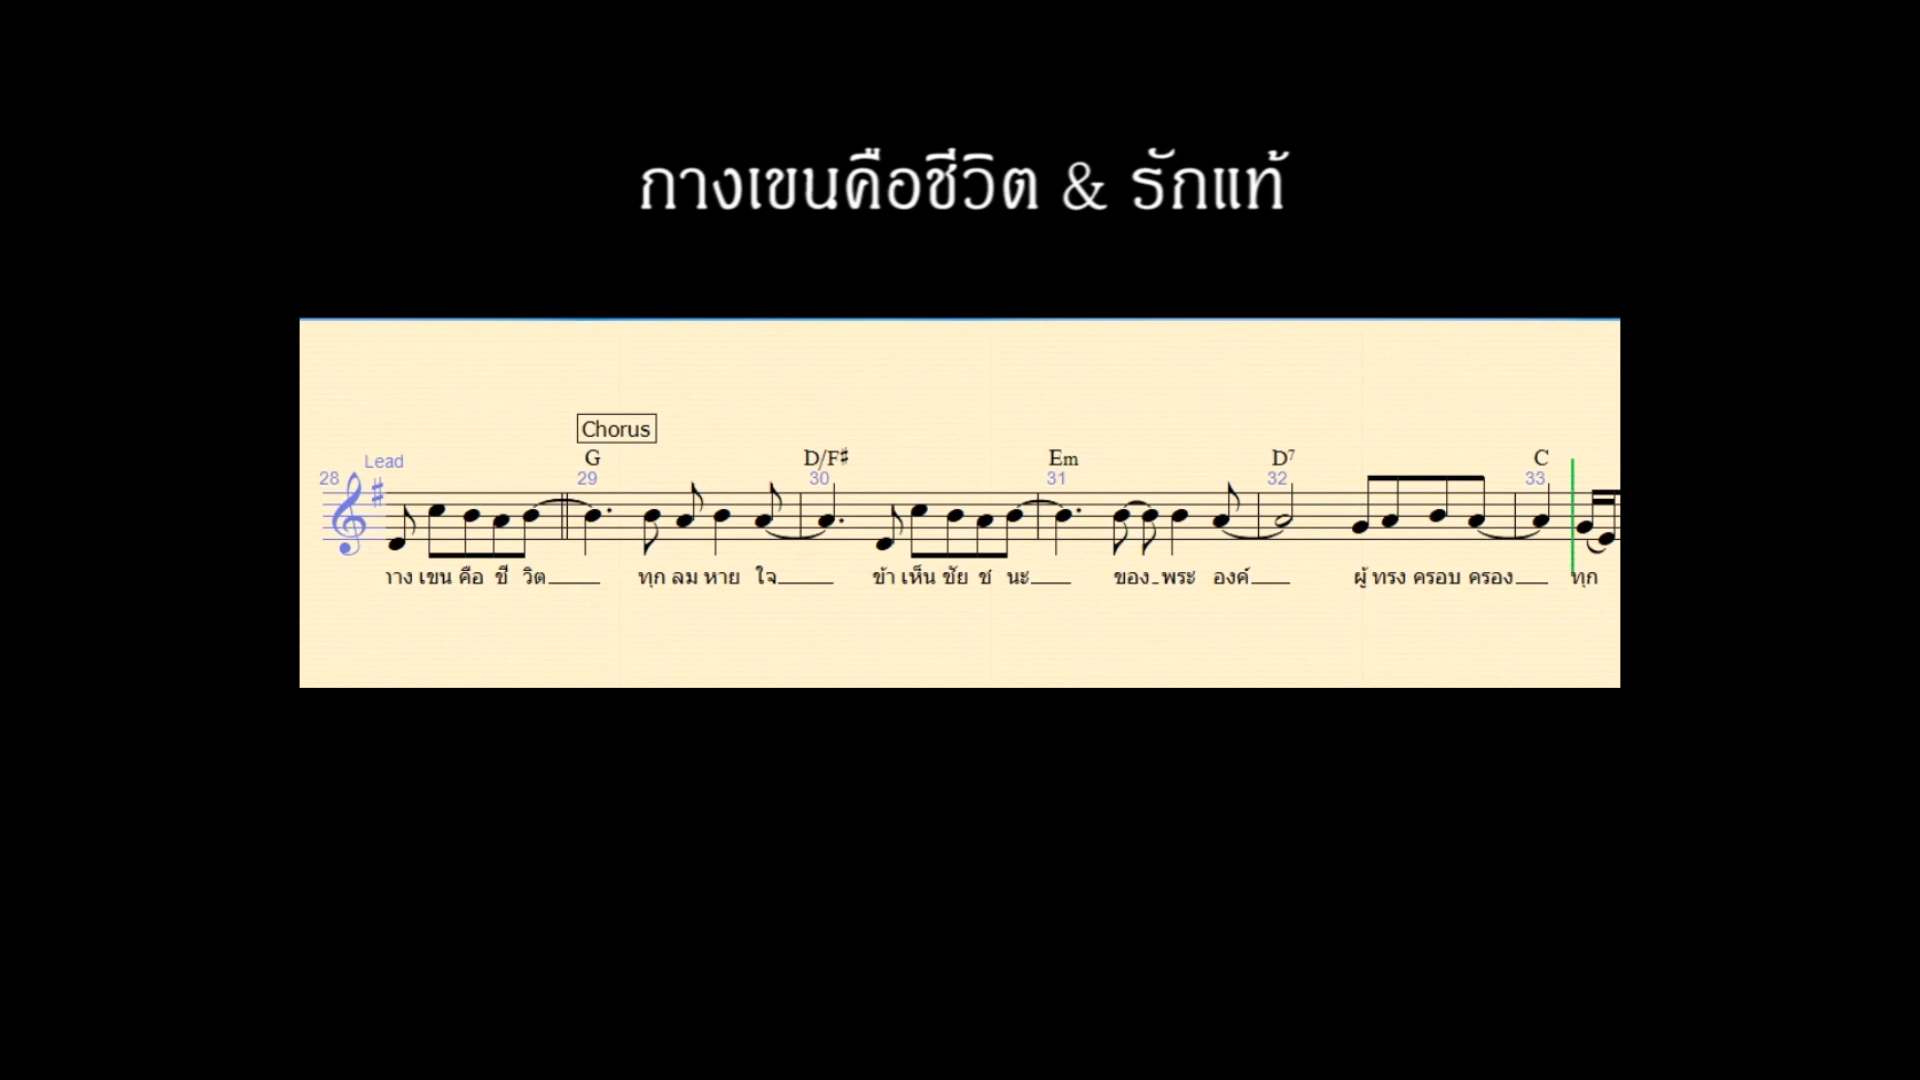 กางเขนคือชีวิต & รักแท้
Chorus
Lead G D/F♯ Em D7 C
28 29 30 31 32 33
เขน คือ ชี วิต ทุก ลม หาย ใจ ข้า เห็น ชัย ช นะ ของ พระ องค์ ผู้ ทรง ครอบ ครอง ทุก